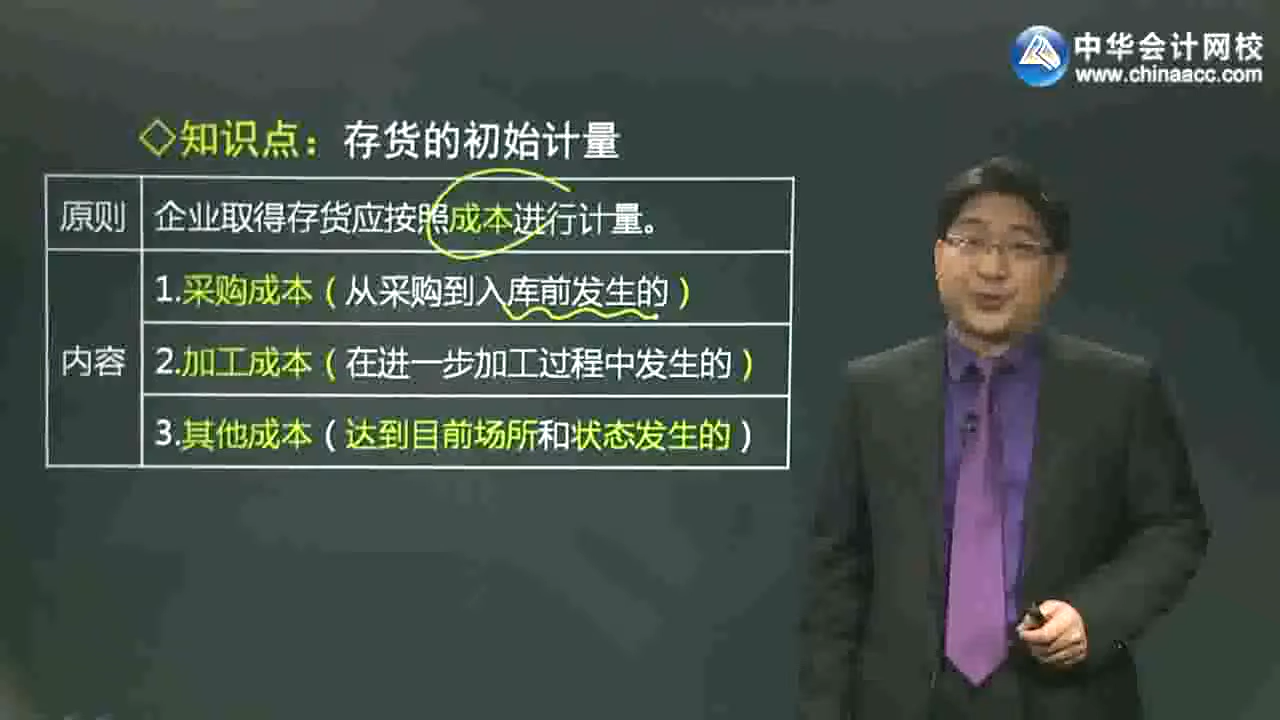 中华会计网校
www.chinaacc.com
◇知识点：存货的初始计量
原则
企业取得存货应按照成本进行计量。
内容
1.采购成本（从采购到入库前发生的）
2.加工成本（在进一步加工过程中发生的）
3.其他成本（达到目前场所和状态发生的）